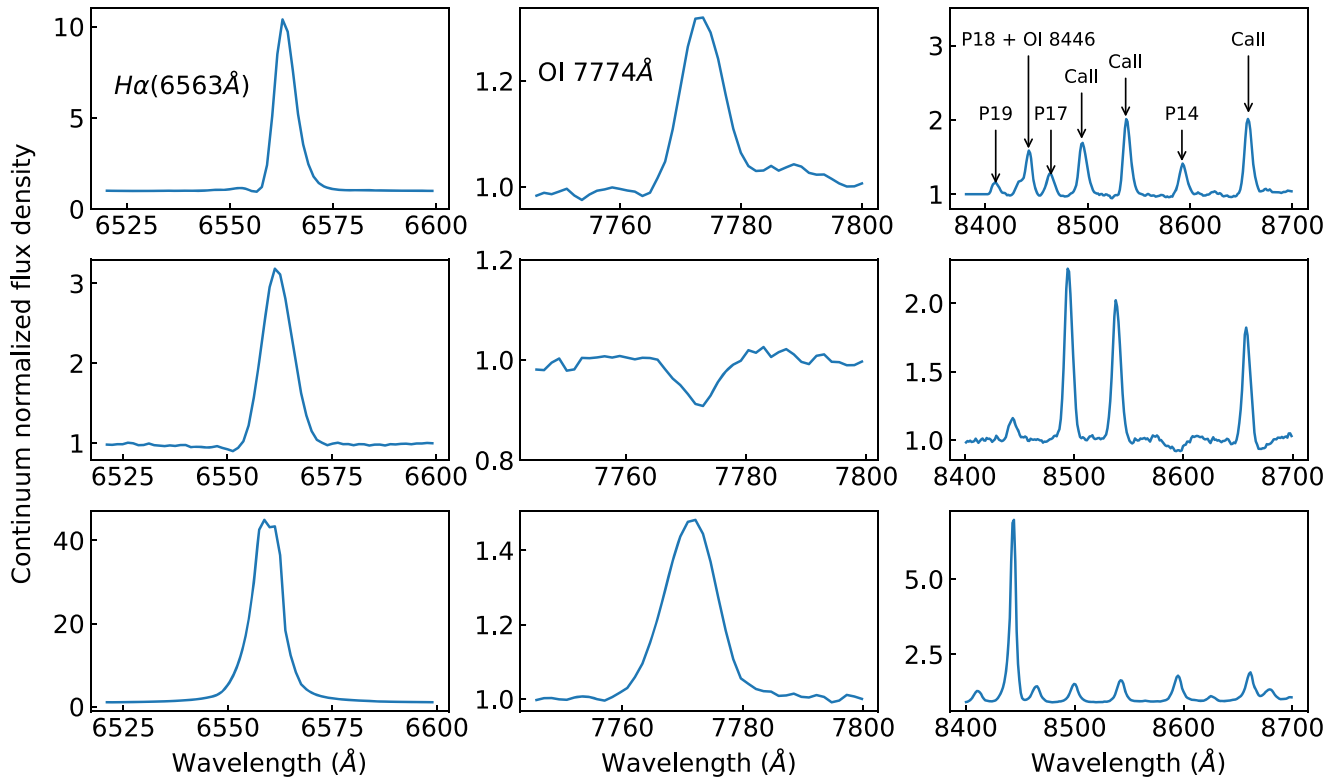 Continuum normalized flux density
Hα(6563Å)
10
5
0
6525 6550 6575 6600
OI 7774Å
1.2
1.0
7760 7780 7800
P18 + OI 8446
CaII
CaII
CaII
P19
P17
P14
3
2
1
8400 8500 8600 8700
3
2
1
6525 6550 6575 6600
1.2
1.0
0.8
7760 7780 7800
2.0
1.5
1.0
8400 8500 8600 8700
40
20
0
6525 6550 6575 6600
Wavelength (Å)
1.4
1.2
1.0
7760 7780 7800
Wavelength (Å)
5.0
2.5
8400 8500 8600 8700
Wavelength (Å)